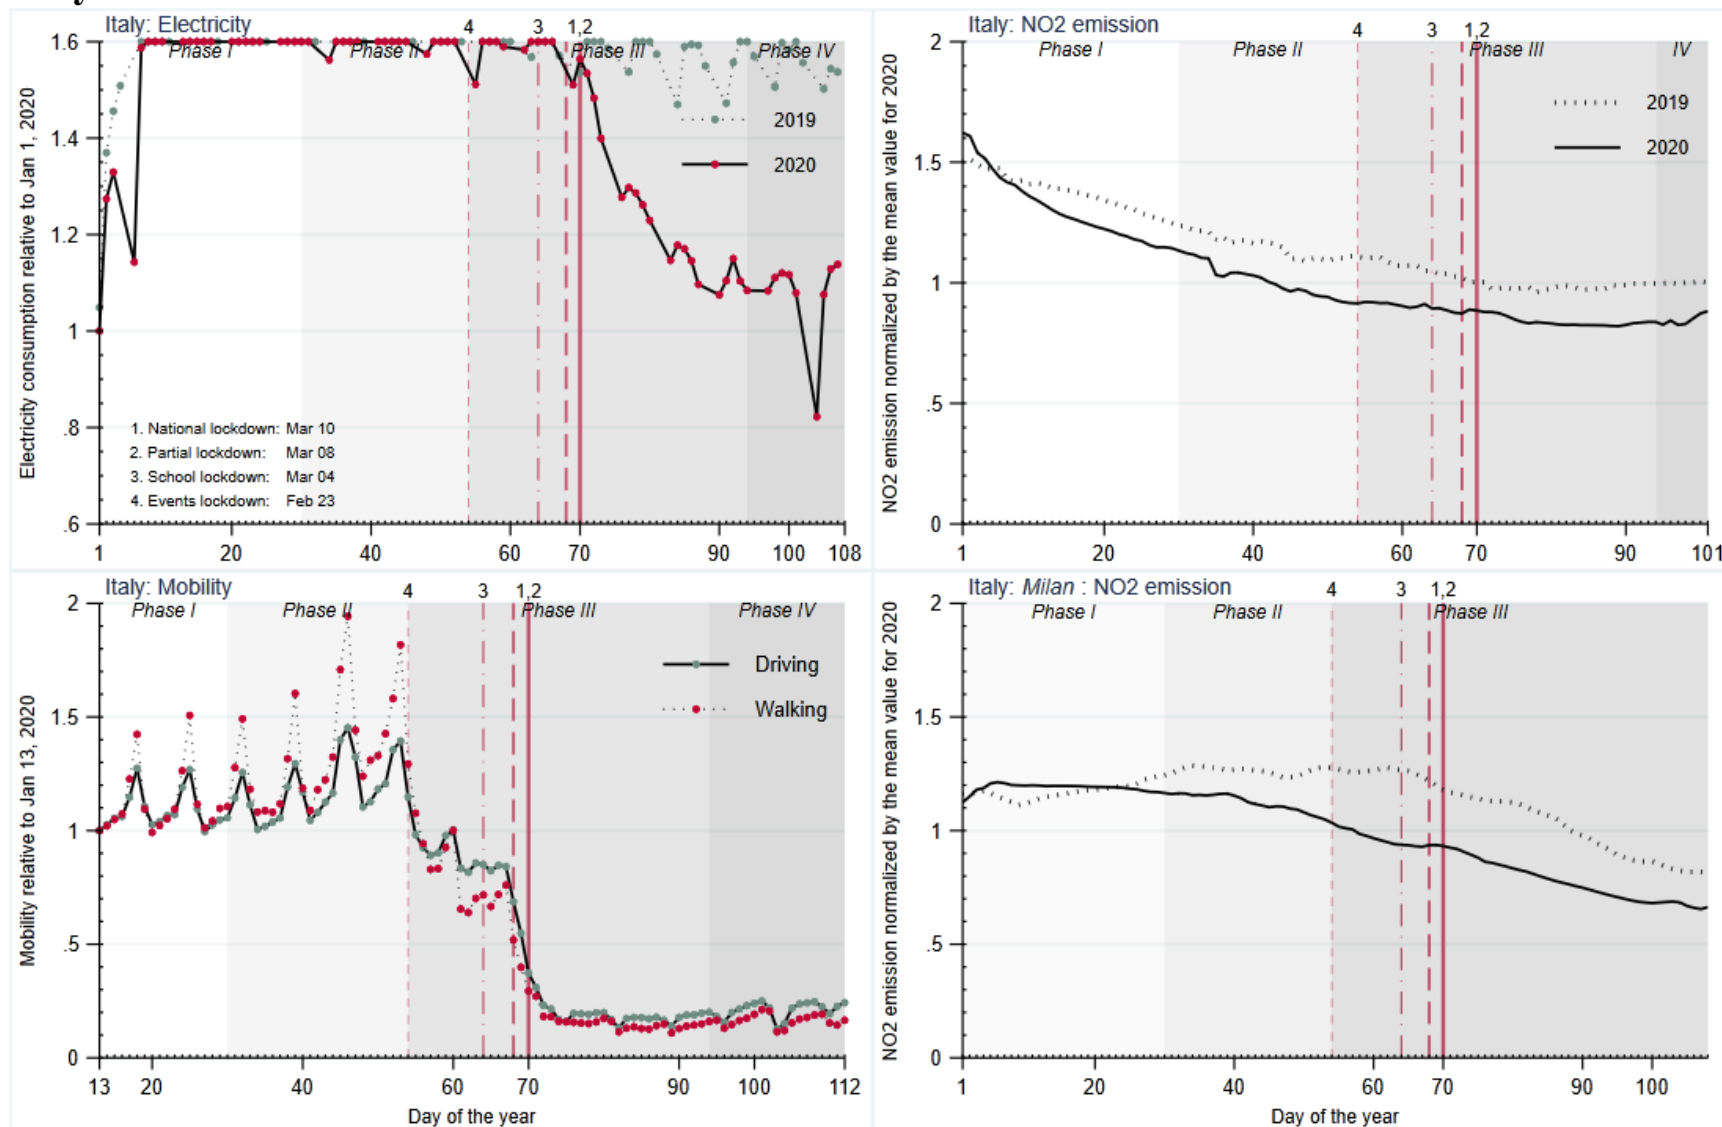 Italy: Electricity
4 3 1,2
Phase I Phase II Phase III Phase IV
Electricity consumption relative to Jan 1, 2020
1.6
1.4
1.2
1
.8
.6
2019
2020
1. National lockdown: Mar 10
2. Partial lockdown: Mar 08
3. School lockdown: Mar 04
4. Events lockdown: Feb 23
1 20 40 60 70 90 100 108
Italy: NO2 emission
4 3 1,2
Phase I Phase II Phase III IV
NO2 emission normalized by the mean value for 2020
2
1.5
1
.5
0
2019
2020
1 20 40 60 70 90 101
Italy: Mobility
4 3 1,2
Phase I Phase II Phase III Phase IV
Mobility relative to Jan 13, 2020
2
1.5
1
.5
0
Driving
Walking
13 20 40 60 70 90 100 112
Day of the year
Italy: Milan : NO2 emission
4 3 1,2
Phase I Phase II Phase III
NO2 emission normalized by the mean value for 2020
2
1.5
1
.5
0
1 20 40 60 70 90 100
Day of the year